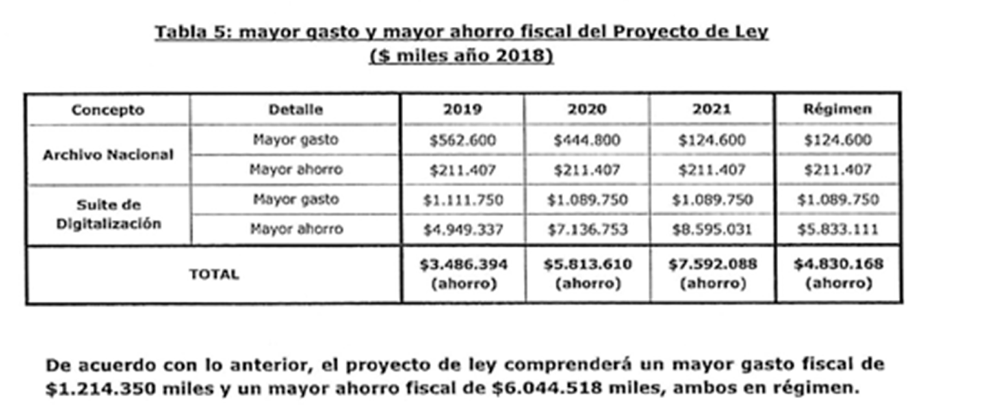 Tabla 5: mayor gasto y mayor ahorro fiscal del Proyecto de Ley
($ miles año 2018)
Concepto Detalle 2019 2020 2021 Régimen
Archivo Nacional Mayor gasto $562.600 $444.800 $124.600 $124.600
Mayor ahorro $211.407 $211.407 $211.407 $211.407
Suite de Digitalización Mayor gasto $1.111.750 $1.089.750 $1.089.750 $1.089.750
Mayor ahorro $4.949.337 $7.136.753 $8.595.031 $5.833.111
TOTAL $3.486.394 $5.813.610 $7.592.088 $4.830.168
(ahorro) (ahorro) (ahorro) (ahorro)
De acuerdo con lo anterior, el proyecto de ley comprenderá un mayor gasto fiscal de
$1.214.350 miles y un mayor ahorro fiscal de $6.044.518 miles, ambos en régimen.